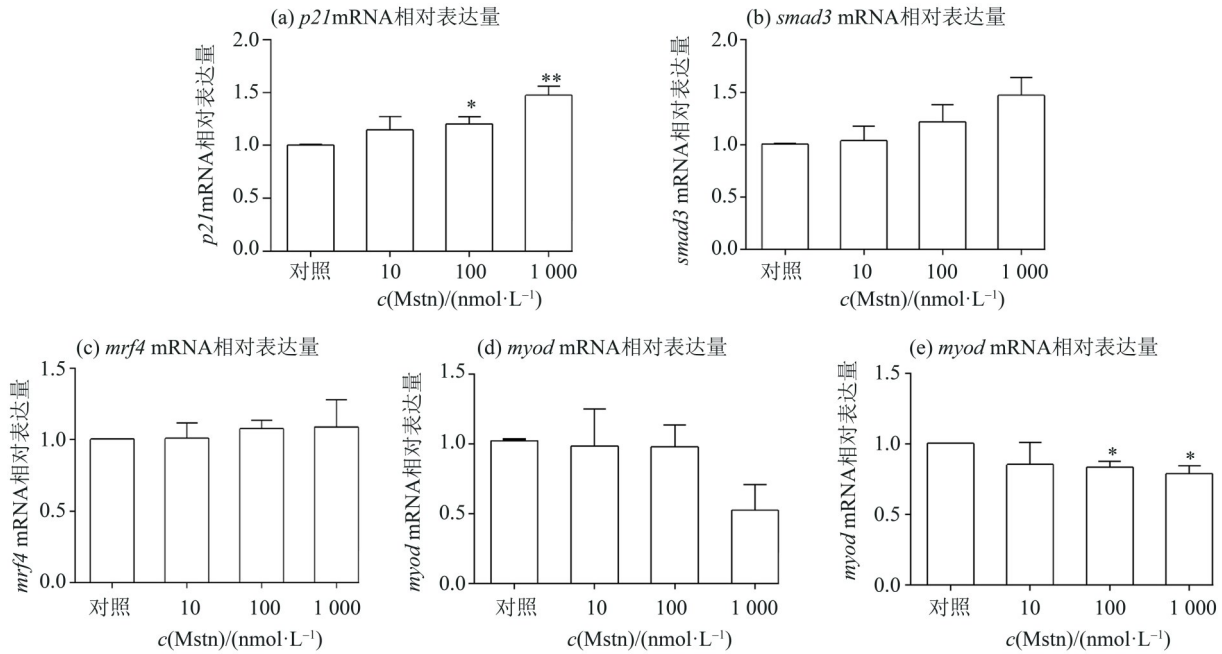 (a) p21mRNA相对表达量
p21mRNA相对表达量
2.0
1.5
1.0
0.5
0.0
*
**
对照 10 100 1 000
c(Mstn)/(nmol·L⁻¹)
(b) smad3 mRNA相对表达量
smad3 mRNA相对表达量
2.0
1.5
1.0
0.5
0.0
对照 10 100 1 000
c(Mstn)/(nmol·L⁻¹)
(c) mrf4 mRNA相对表达量
mrf4 mRNA相对表达量
1.5
1.0
0.5
0.0
对照 10 100 1 000
c(Mstn)/(nmol·L⁻¹)
(d) myod mRNA相对表达量
myod mRNA相对表达量
1.5
1.0
0.5
0.0
对照 10 100 1 000
c(Mstn)/(nmol·L⁻¹)
(e) myod mRNA相对表达量
myod mRNA相对表达量
1.5
1.0
0.5
0.0
* *
对照 10 100 1 000
c(Mstn)/(nmol·L⁻¹)